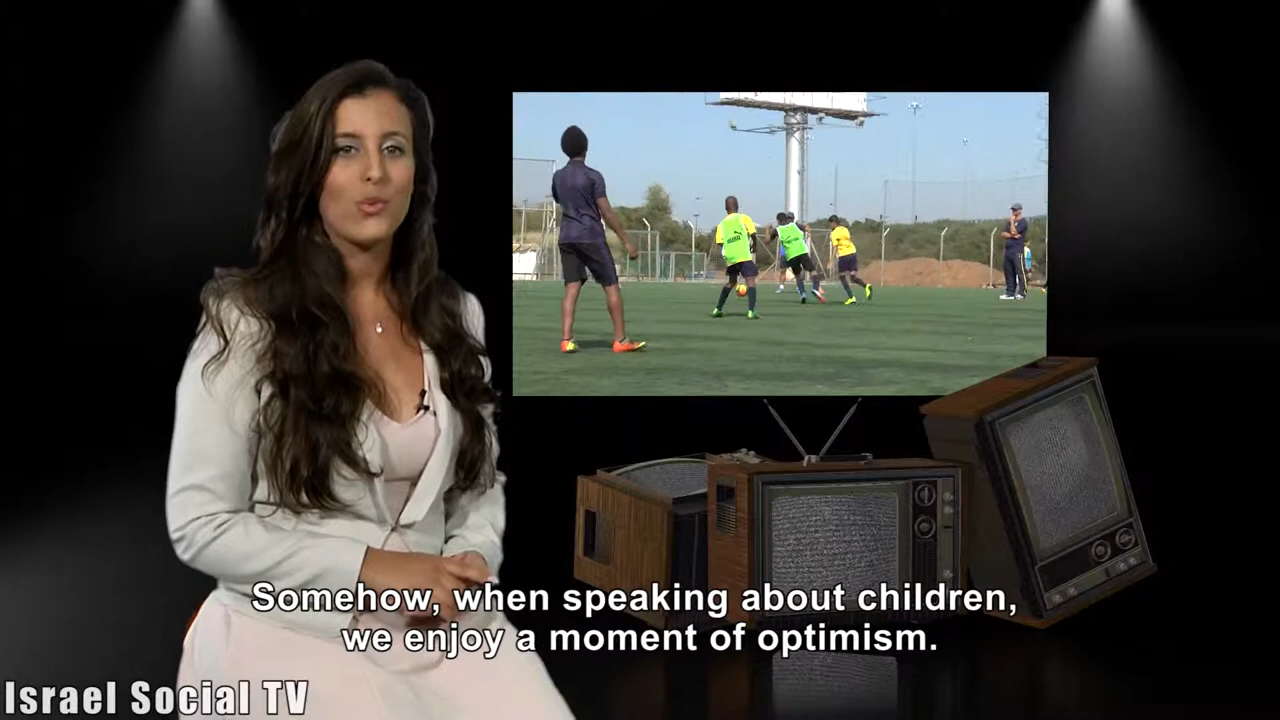 Somehow, when speaking about children,
we enjoy a moment of optimism.
Israel Social TV